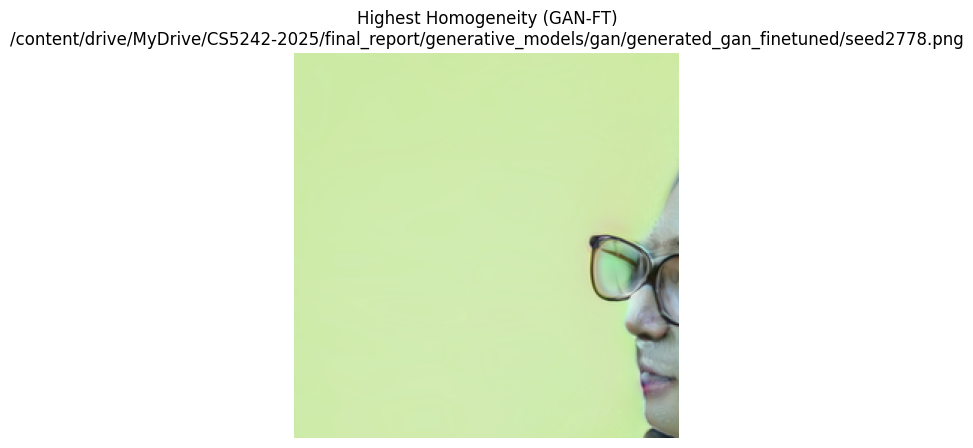 Highest Homogeneity (GAN-FT)
/content/drive/MyDrive/CS5242-2025/final_report/generative_models/gan/generated_gan_finetuned/seed2778.png